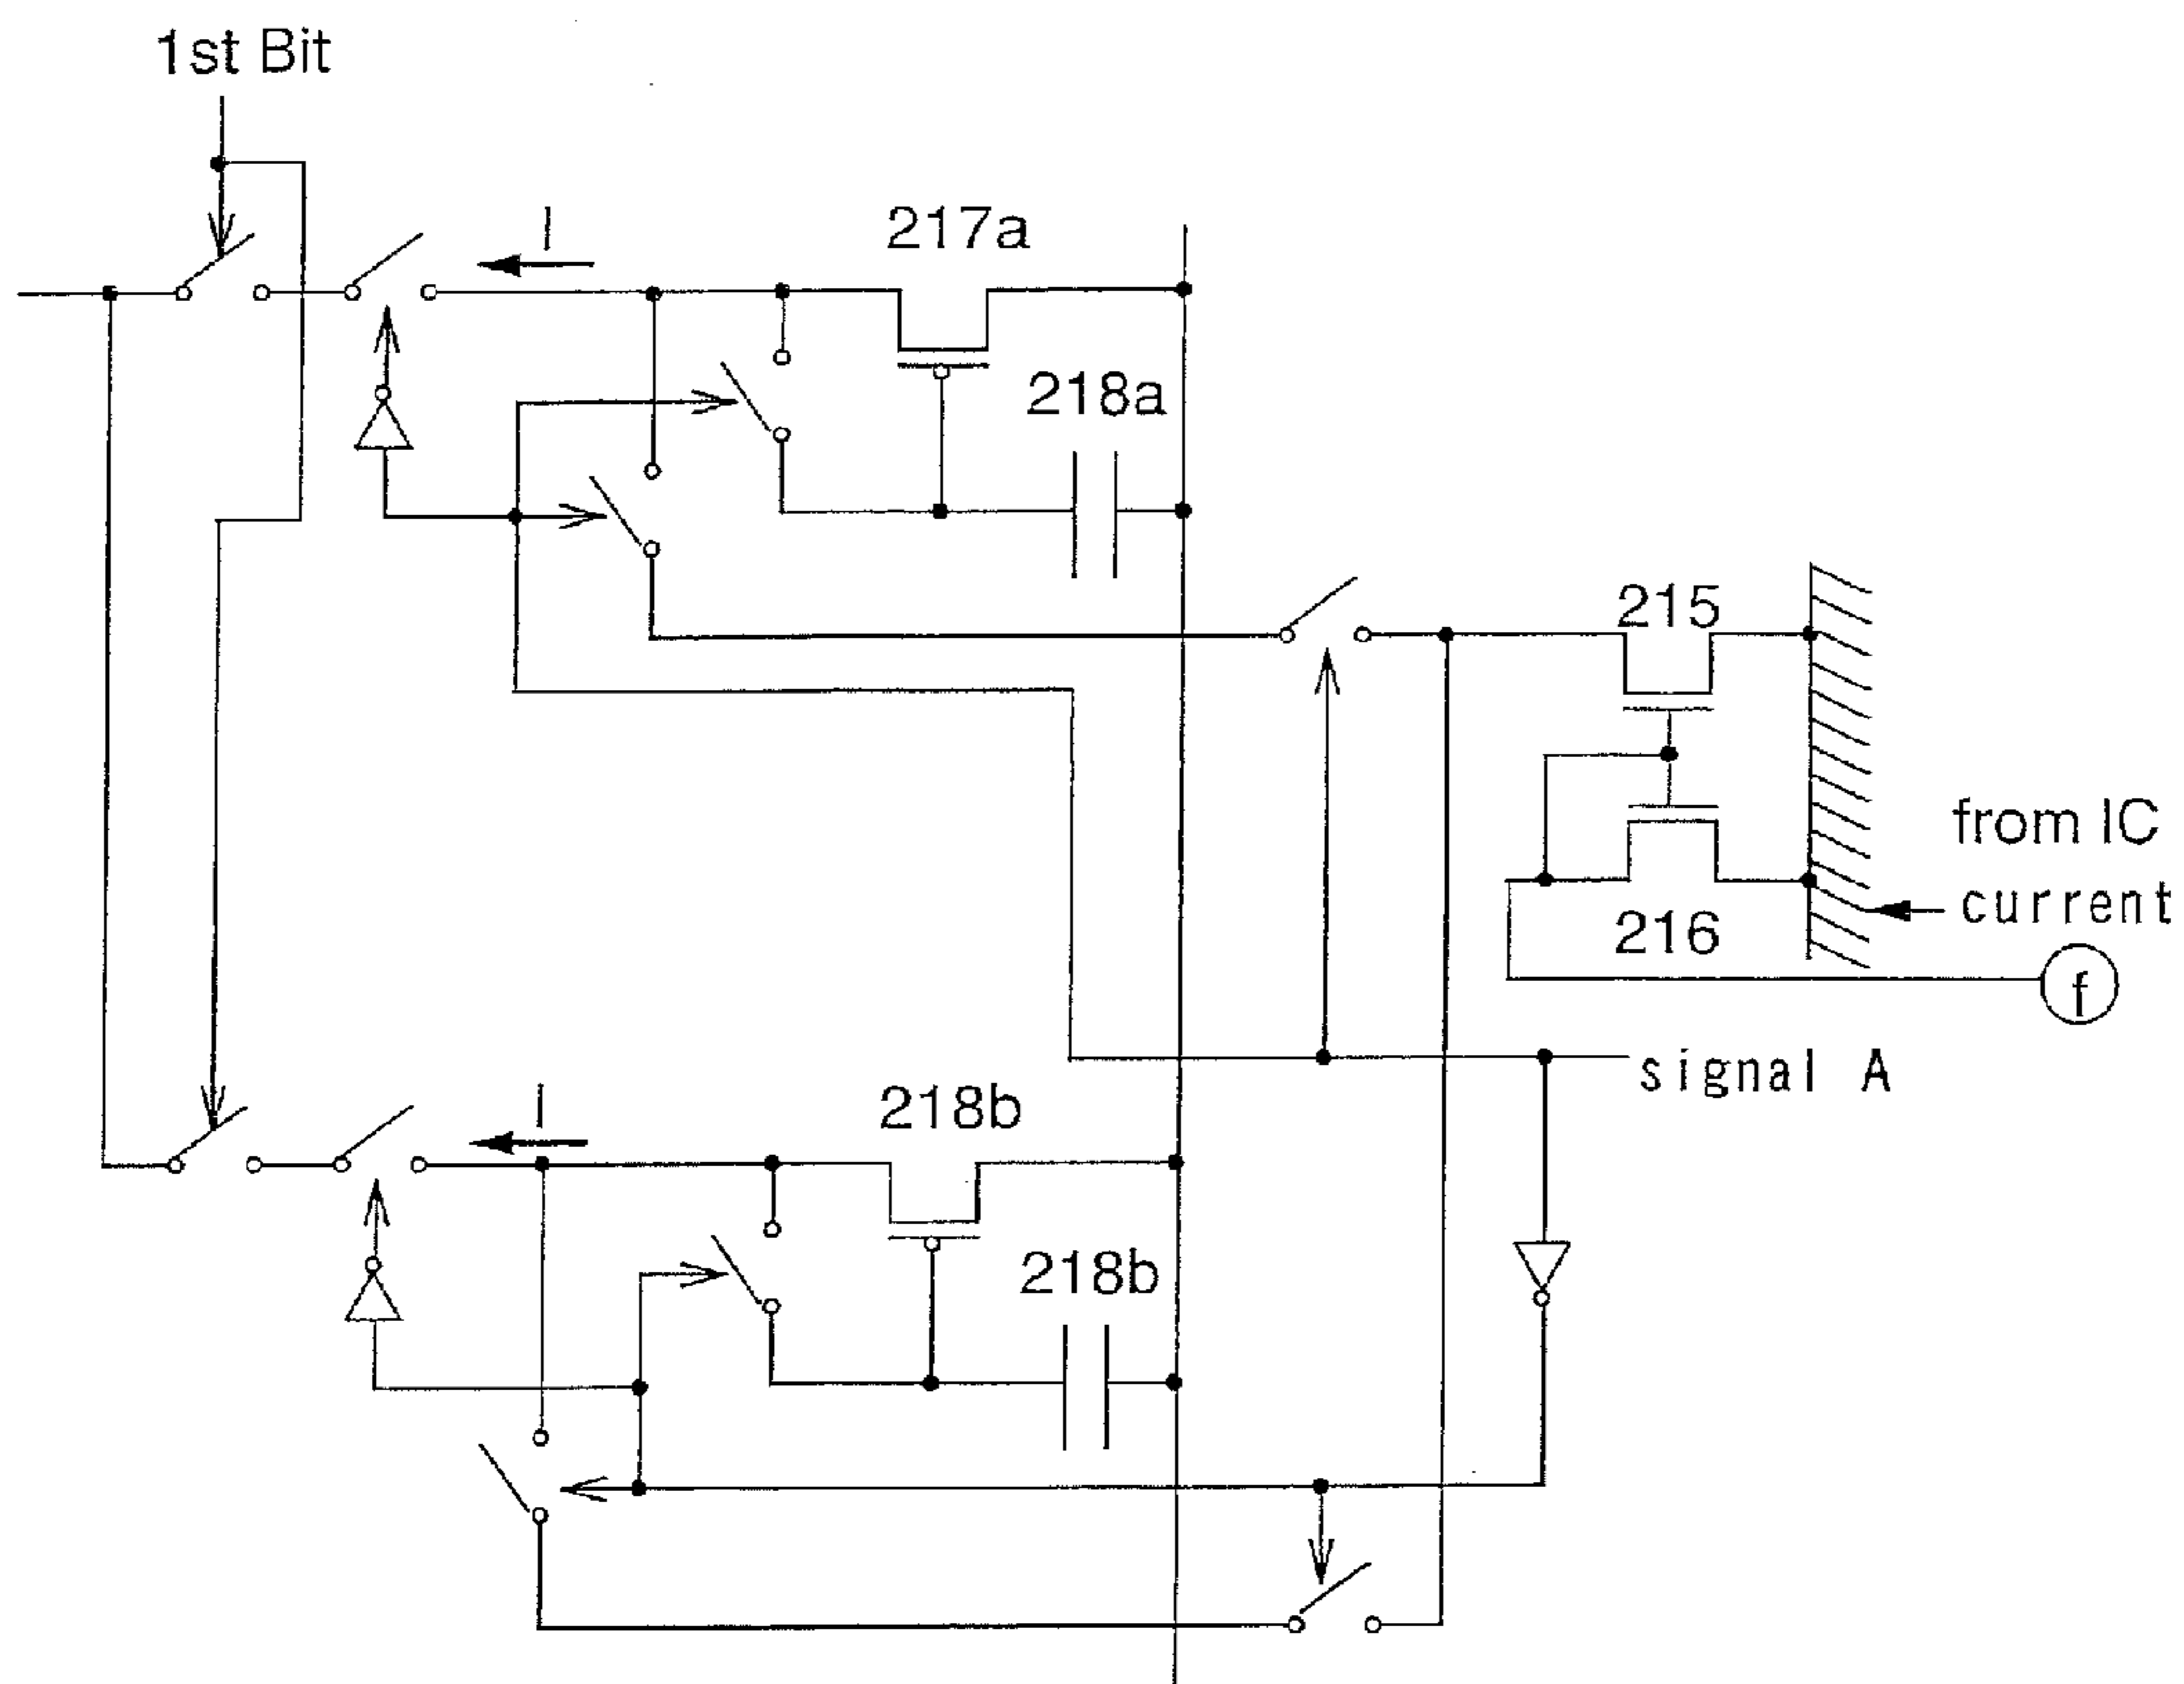 1st Bit
I
217a
218a
215
from IC
current
216
f
signal A
I
218b
218b